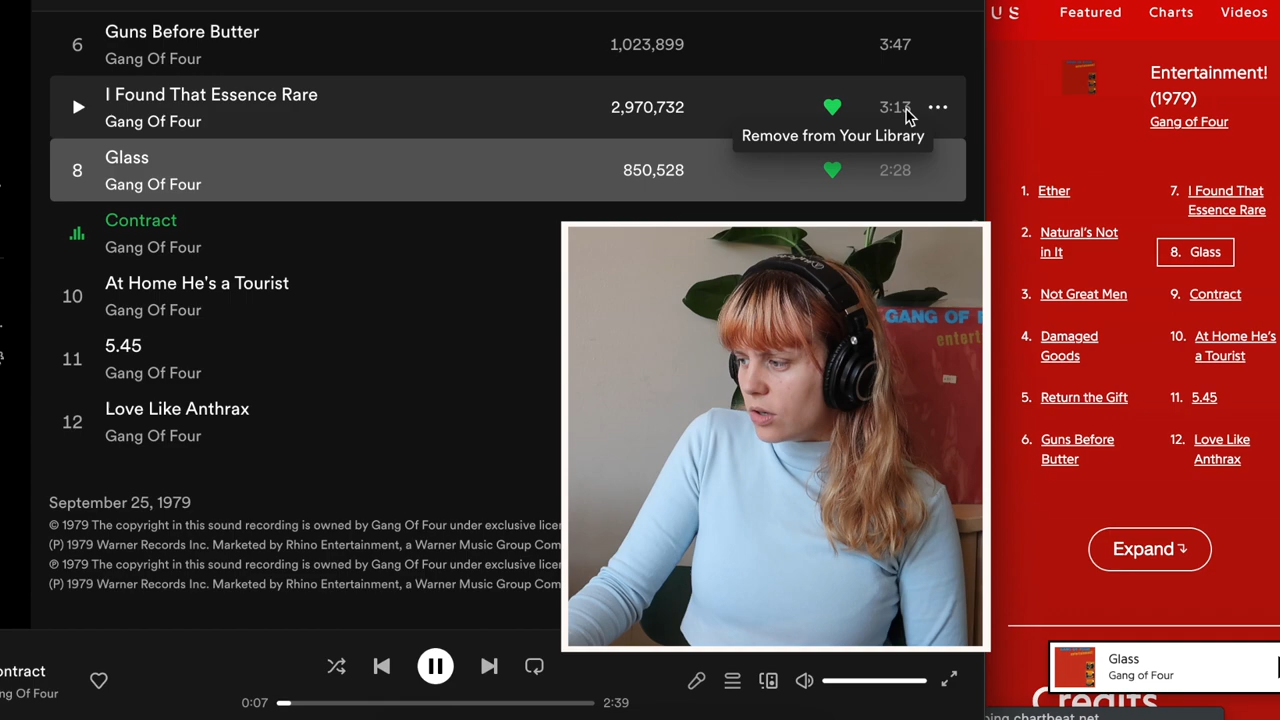 6
Guns Before Butter
Gang Of Four
1,023,899
3:47
I Found That Essence Rare
Gang Of Four
2,970,732
Remove from Your Library
8
Glass
Gang Of Four
850,528
2:28
Contract
Gang Of Four
10
At Home He's a Tourist
Gang Of Four
11
5.45
Gang Of Four
12
Love Like Anthrax
Gang Of Four
September 25, 1979
© 1979 The copyright in this sound recording is owned by Gang Of Four under exclusive
(P) 1979 Warner Records Inc. Marketed by Rhino Entertainment, a Warner Music Group
℗ 1979 The copyright in this sound recording is owned by Gang Of Four under exclusive
(P) 1979 Warner Records Inc. Marketed by Rhino Entertainment, a Warner Music Group
0:07
2:39
GANG OF
U S
Featured
Charts
Videos
Entertainment!
(1979)
Gang of Four
1. Ether
2. Natural's Not
in It
3. Not Great Men
4. Damaged
Goods
5. Return the Gift
6. Guns Before
Butter
7. I Found That
Essence Rare
8. Glass
9. Contract
10. At Home He's
a Tourist
11. 5.45
12. Love Like
Anthrax
Expand
Glass
Gang of Four
Credits